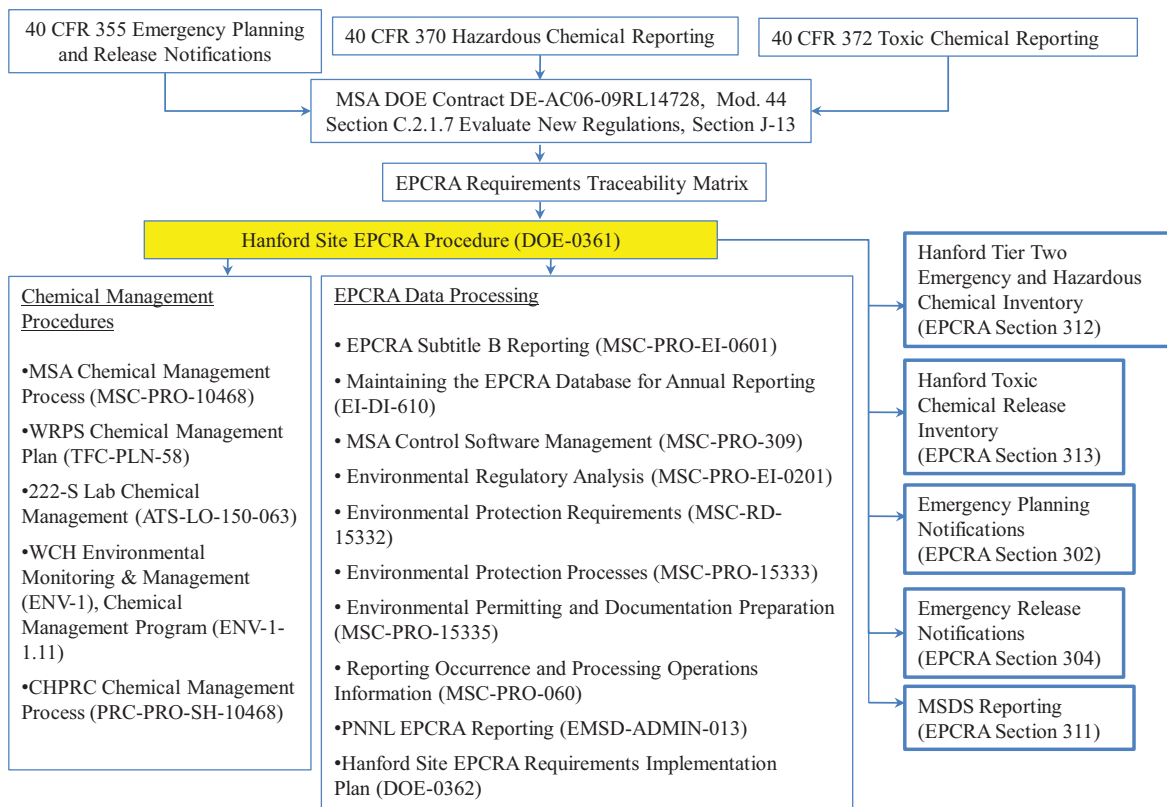 40 CFR 355 Emergency Planning
and Release Notifications
40 CFR 370 Hazardous Chemical Reporting
40 CFR 372 Toxic Chemical Reporting
MSA DOE Contract DE-AC06-09RL14728, Mod. 44
Section C.2.1.7 Evaluate New Regulations, Section J-13
EPCRA Requirements Traceability Matrix
Hanford Site EPCRA Procedure (DOE-0361)
Chemical Management
Procedures
•MSA Chemical Management
Process (MSC-PRO-10468)
•WRPS Chemical Management
Plan (TFC-PLN-58)
•222-S Lab Chemical
Management (ATS-LO-150-063)
•WCH Environmental
Monitoring & Management
(ENV-1), Chemical
Management Program (ENV-1-
1.11)
•CHPRC Chemical Management
Process (PRC-PRO-SH-10468)
EPCRA Data Processing
• EPCRA Subtitle B Reporting (MSC-PRO-EI-0601)
• Maintaining the EPCRA Database for Annual Reporting
(EI-DI-610)
• MSA Control Software Management (MSC-PRO-309)
• Environmental Regulatory Analysis (MSC-PRO-EI-0201)
• Environmental Protection Requirements (MSC-RD-
15332)
• Environmental Protection Processes (MSC-PRO-15333)
• Environmental Permitting and Documentation Preparation
(MSC-PRO-15335)
• Reporting Occurrence and Processing Operations
Information (MSC-PRO-060)
•PNNL EPCRA Reporting (EMSD-ADMIN-013)
•Hanford Site EPCRA Requirements Implementation
Plan (DOE-0362)
Hanford Tier Two
Emergency and Hazardous
Chemical Inventory
(EPCRA Section 312)
Hanford Toxic
Chemical Release
Inventory
(EPCRA Section 313)
Emergency Planning
Notifications
(EPCRA Section 302)
Emergency Release
Notifications
(EPCRA Section 304)
MSDS Reporting
(EPCRA Section 311)